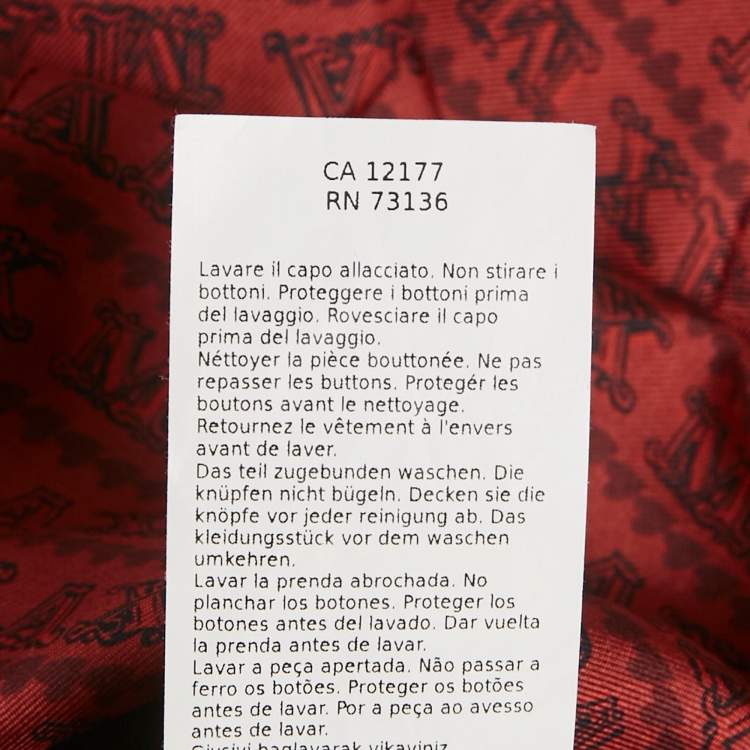 CA 12177
RN 73136
Lavare il capo allacciato. Non stirare i
bottoni. Proteggere i bottoni prima
del lavaggio. Rovesciare il capo
prima del lavaggio.
Néttoyer la pièce bouttonée. Ne pas
repasser les buttons. Protegér les
boutons avant le nettoyage.
Retournez le vêtement à l'envers
avant de laver.
Das teil zugebunden waschen. Die
knüpfen nicht bügeln. Decken sie die
knöpfe vor jeder reinigung ab. Das
kleidungsstück vor dem waschen
umkehren.
Lavar la prenda abrochada. No
planchar los botones. Proteger los
botones antes del lavado. Dar vuelta
la prenda antes de lavar.
Lavar a peça apertada. Não passar a
ferro os botões. Proteger os botões
antes de lavar. Por a peça ao avesso
antes de lavar.
Giysiyi baglayarak yikayiniz